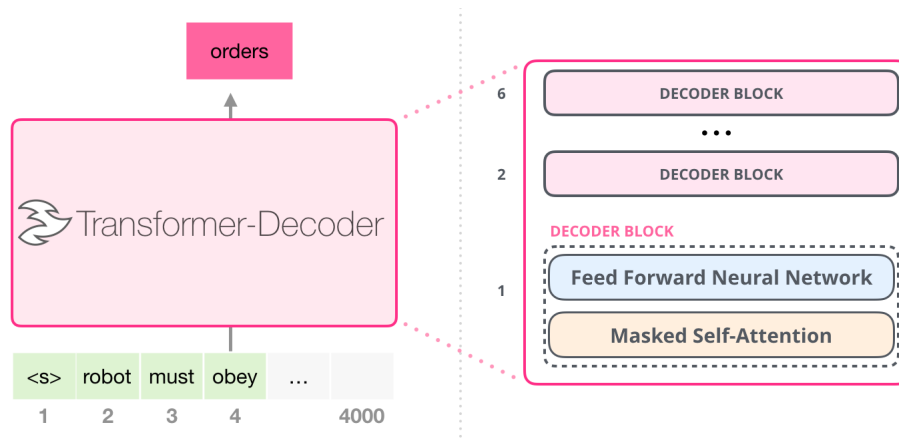 orders
Transformer-Decoder
<s> robot must obey ...
1 2 3 4 4000
6 DECODER BLOCK
...
2 DECODER BLOCK
DECODER BLOCK
1
Feed Forward Neural Network
Masked Self-Attention